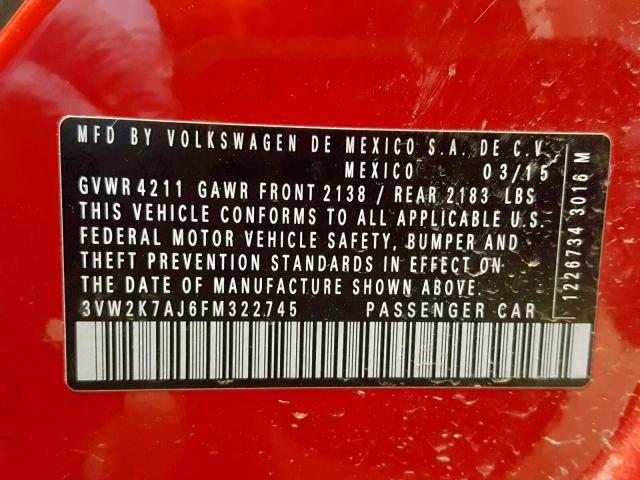 MFD BY VOLKSWAGEN DE MEXICO S.A. DE C.V.
MEXICO 03/15
GVWR 4211 GAWR FRONT 2138 / REAR 2183 LBS
THIS VEHICLE CONFORMS TO ALL APPLICABLE U.S.
FEDERAL MOTOR VEHICLE SAFETY, BUMPER AND
THEFT PREVENTION STANDARDS IN EFFECT ON
THE DATE OF MANUFACTURE SHOWN ABOVE.
3VW2K7AJ6FM322745 PASSENGER CAR
1226734 3016 M